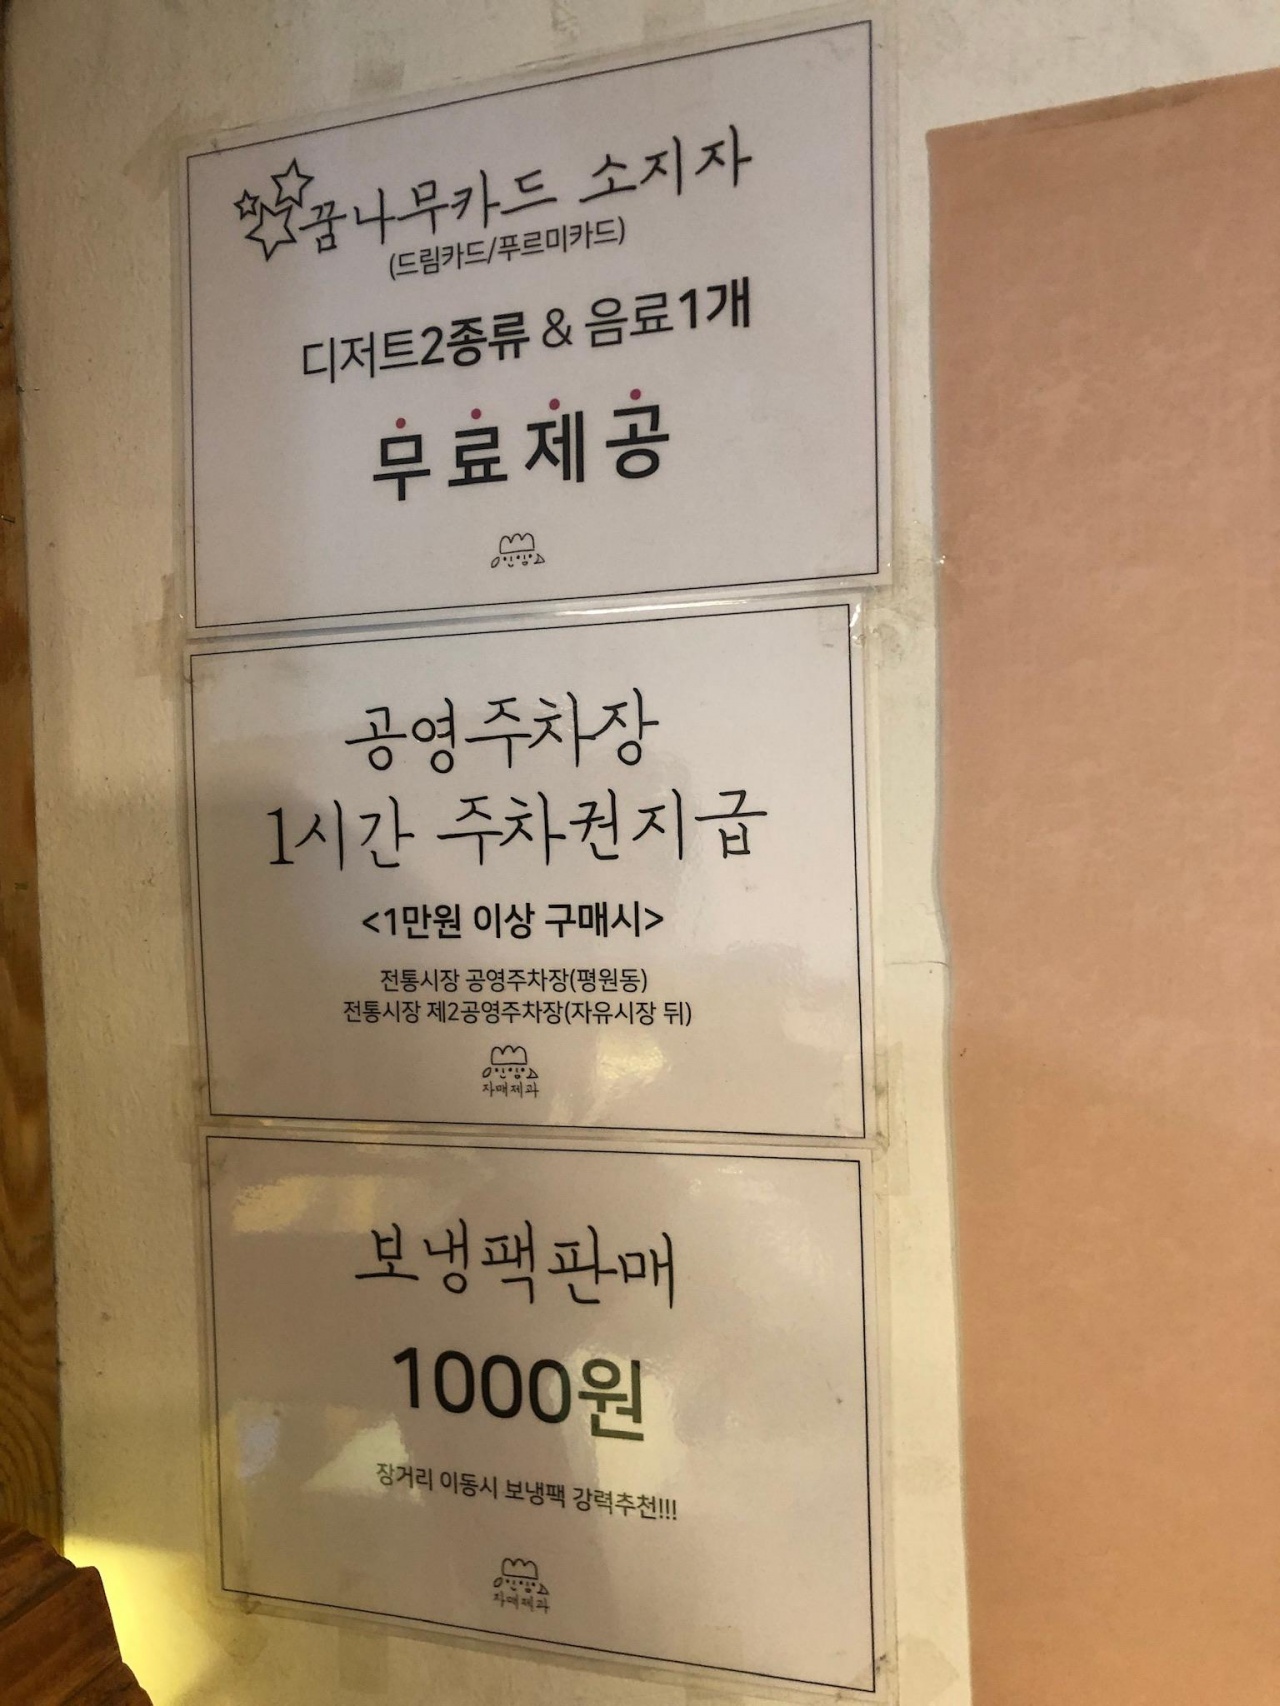 꿈나무카드 소지자
(드림카드/푸르미카드)
디저트2종류 & 음료1개
무료제공
공영주차장
1시간 주차권지급
<1만원 이상 구매시>
전통시장 공영주차장(평원동)
전통시장 제2공영주차장(자유시장 뒤)
자매제과
보냉팩판매
1000원
장거리 이동시 보냉팩 강력추천!!!
자매제과